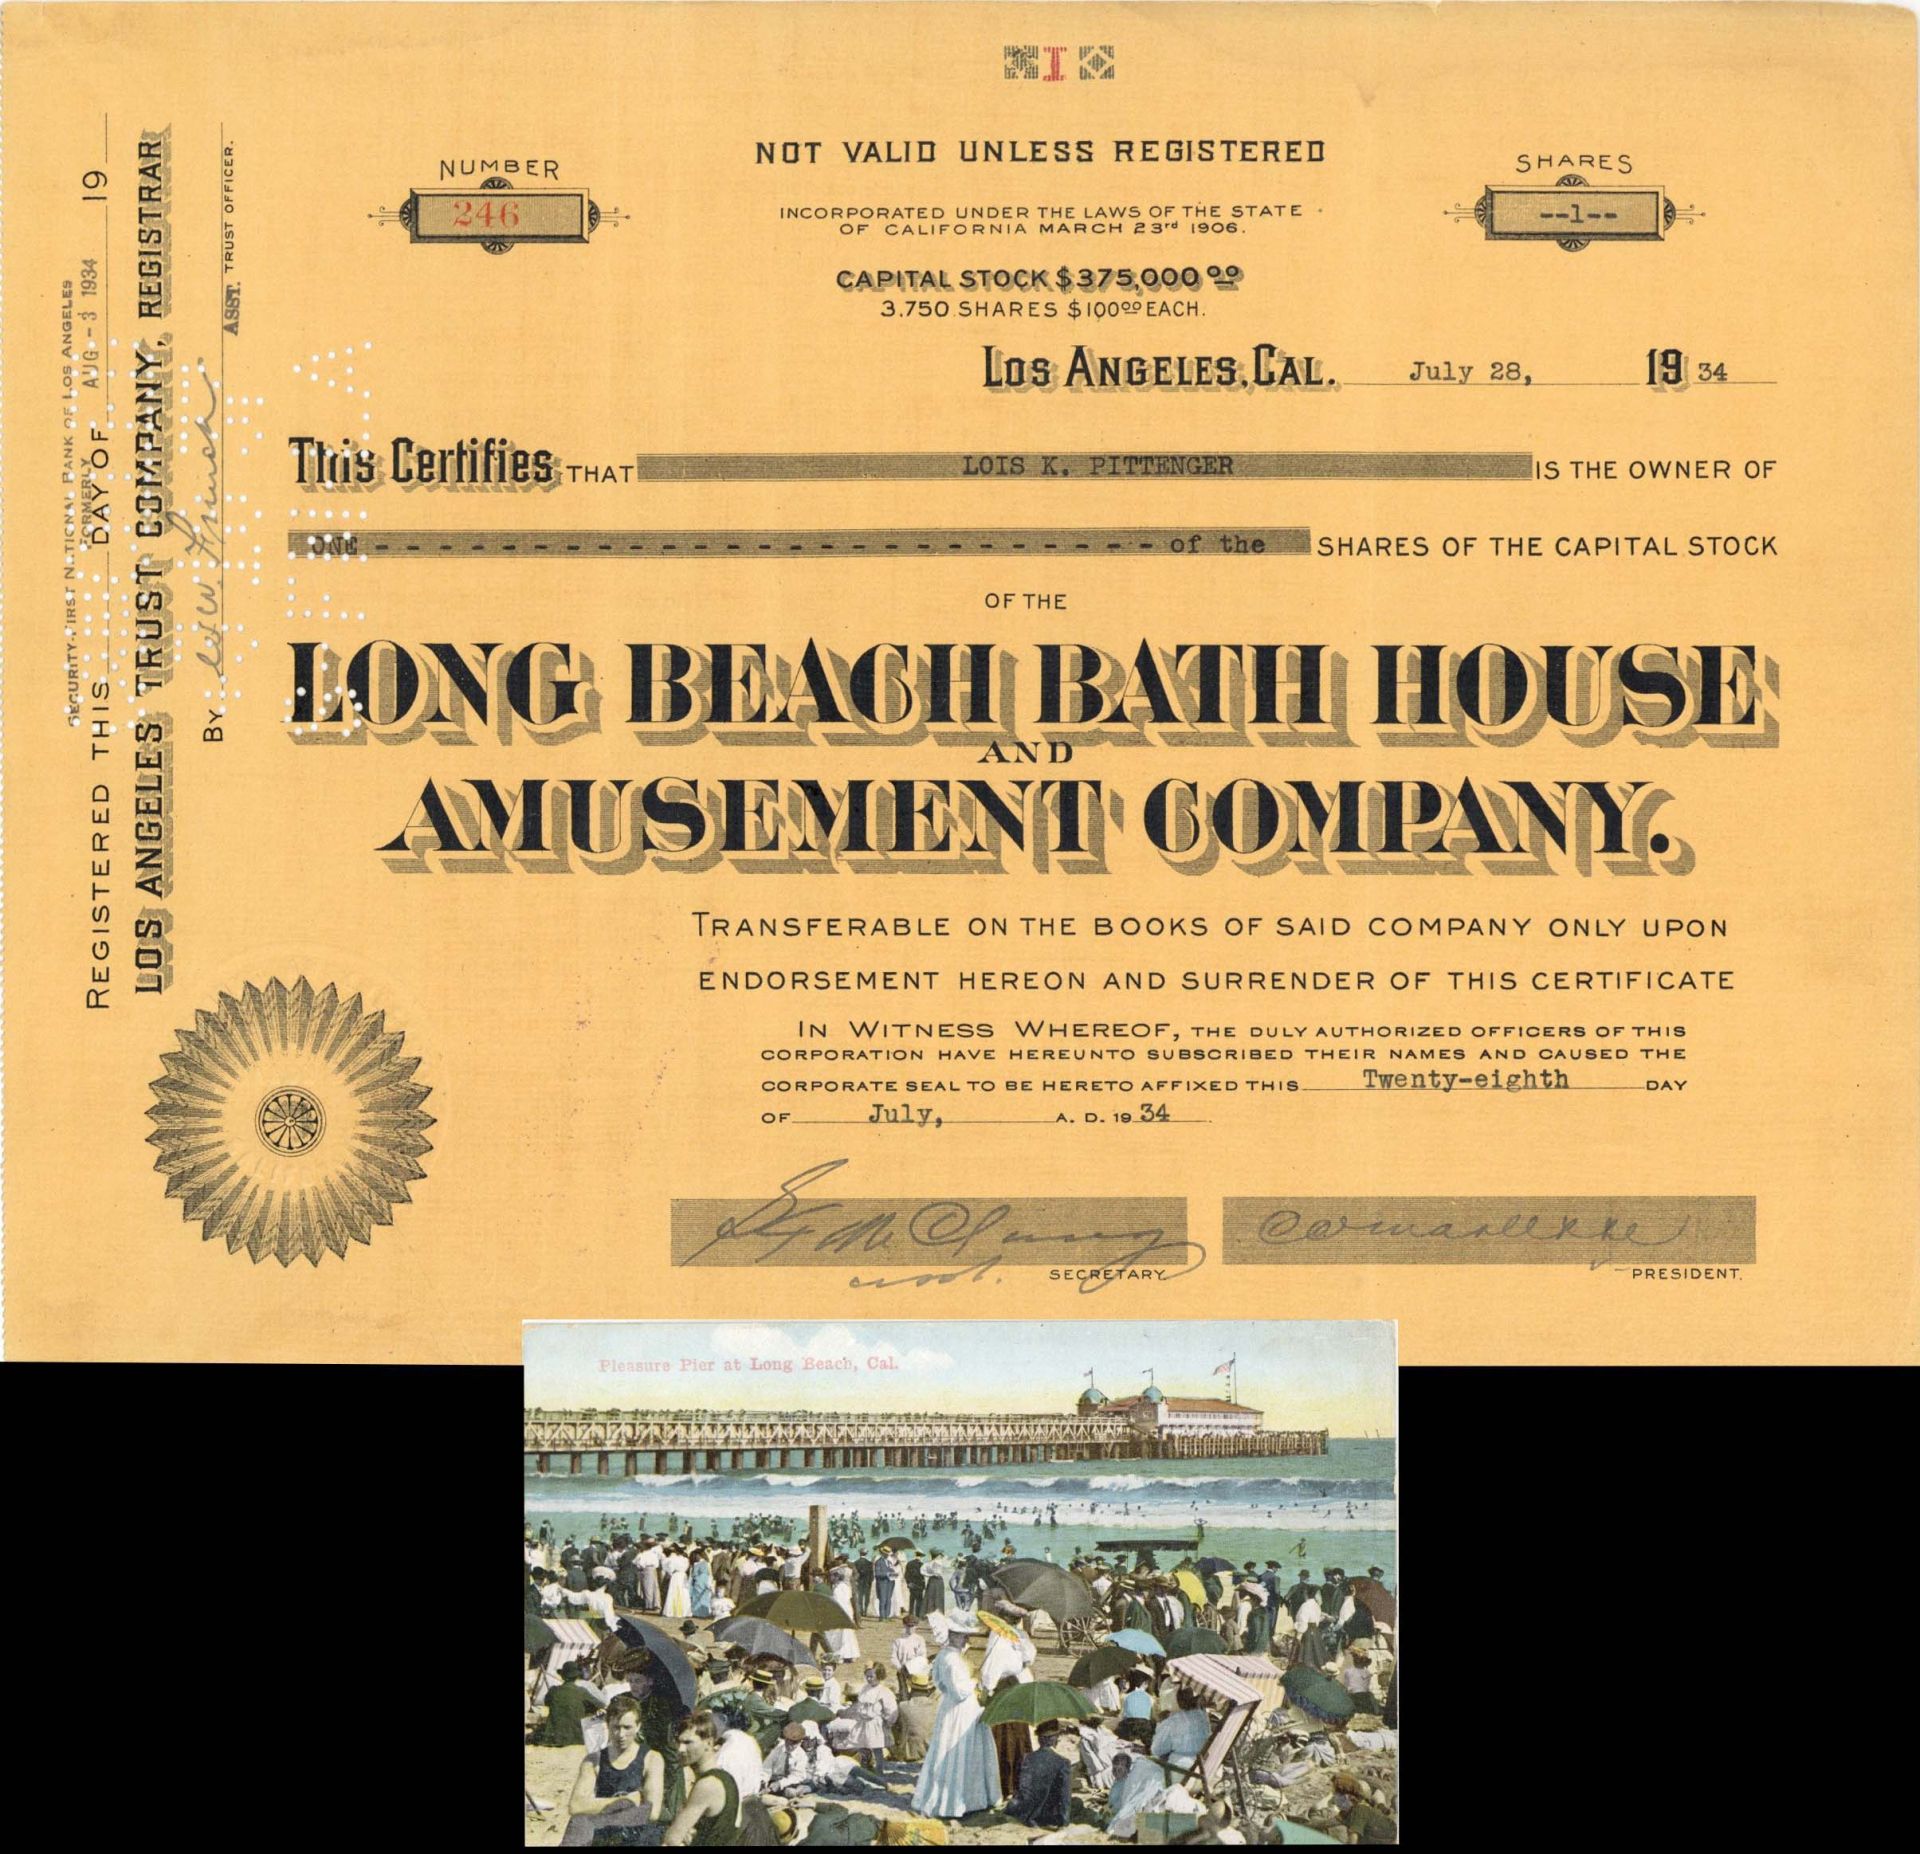 I
NUMBER
246
NOT VALID UNLESS REGISTERED
SHARES
--1--
INCORPORATED UNDER THE LAWS OF THE STATE
OF CALIFORNIA MARCH 23rd 1906.
CAPITAL STOCK $375,000 00
3.750 SHARES $100 00 EACH.
LOS ANGELES, CAL. July 28, 19 34
This Certifies THAT LOIS K. PITTENGER IS THE OWNER OF
ONE - - - - - - - - - - - - - - - - - - - - - - - - - of the SHARES OF THE CAPITAL STOCK
OF THE
LONG BEACH BATH HOUSE
AND
AMUSEMENT COMPANY.
TRANSFERABLE ON THE BOOKS OF SAID COMPANY ONLY UPON
ENDORSEMENT HEREON AND SURRENDER OF THIS CERTIFICATE
IN WITNESS WHEREOF, THE DULY AUTHORIZED OFFICERS OF THIS
CORPORATION HAVE HEREUNTO SUBSCRIBED THEIR NAMES AND CAUSED THE
CORPORATE SEAL TO BE HERETO AFFIXED THIS Twenty-eighth DAY
OF July, A. D. 19 34
SECRETARY
PRESIDENT.
SECURITY-FIRST NATIONAL BANK OF LOS ANGELES
FORMERLY
REGISTERED THIS DAY OF AUG - 3 1934 19
LOS ANGELES TRUST COMPANY, REGISTRAR
BY
ASST. TRUST OFFICER.
Pleasure Pier at Long Beach, Cal.